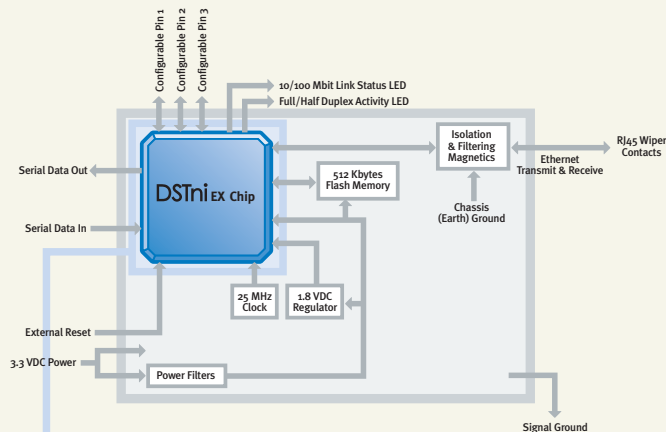 Configurable Pin 1
Configurable Pin 2
Configurable Pin 3
10/100 Mbit Link Status LED
Full/Half Duplex Activity LED
Isolation
& Filtering
Magnetics
RJ45 Wiper
Contacts
Ethernet
Transmit & Receive
Serial Data Out
DSTni EX Chip
512 Kbytes
Flash Memory
Chassis
(Earth) Ground
Serial Data In
25 MHz
Clock
1.8 VDC
Regulator
External Reset
3.3 VDC Power
Power Filters
Signal Ground